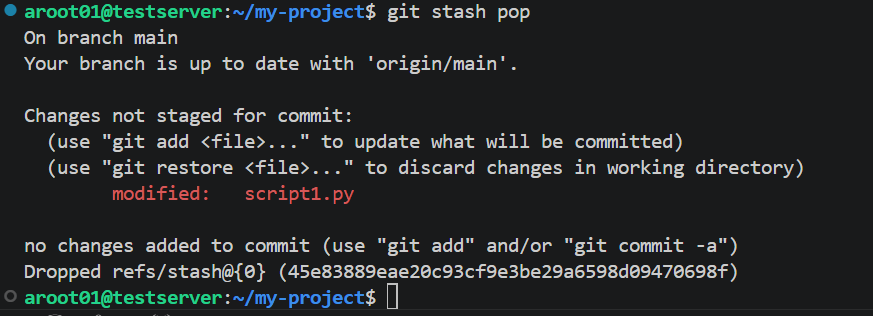 aroot01@testserver:~/my-project$ git stash pop
On branch main
Your branch is up to date with 'origin/main'.

Changes not staged for commit:
  (use "git add <file>..." to update what will be committed)
  (use "git restore <file>..." to discard changes in working directory)
        modified:   script1.py

no changes added to commit (use "git add" and/or "git commit -a")
Dropped refs/stash@{0} (45e83889eae20c93cf9e3be29a6598d09470698f)
aroot01@testserver:~/my-project$